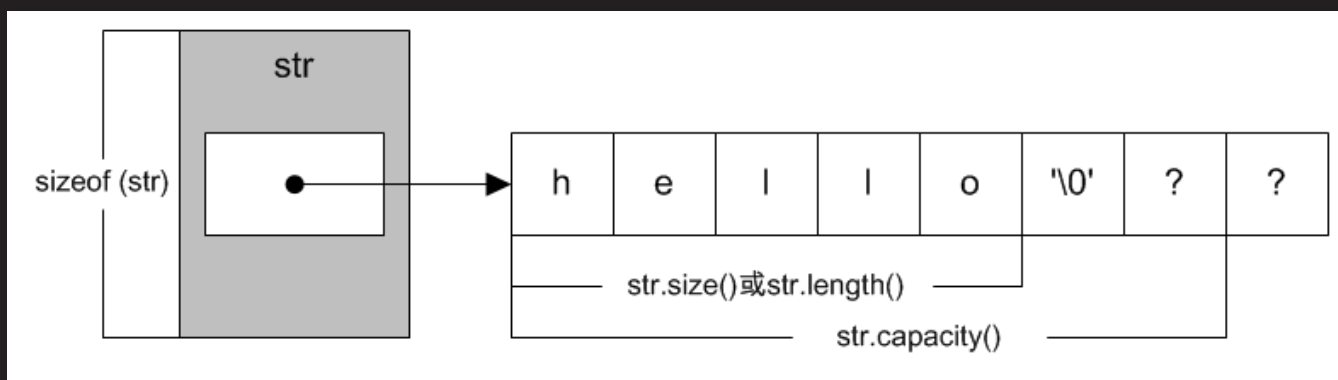 str
sizeof (str)
h e l l o '\0' ? ?
str.size()或str.length()
str.capacity()